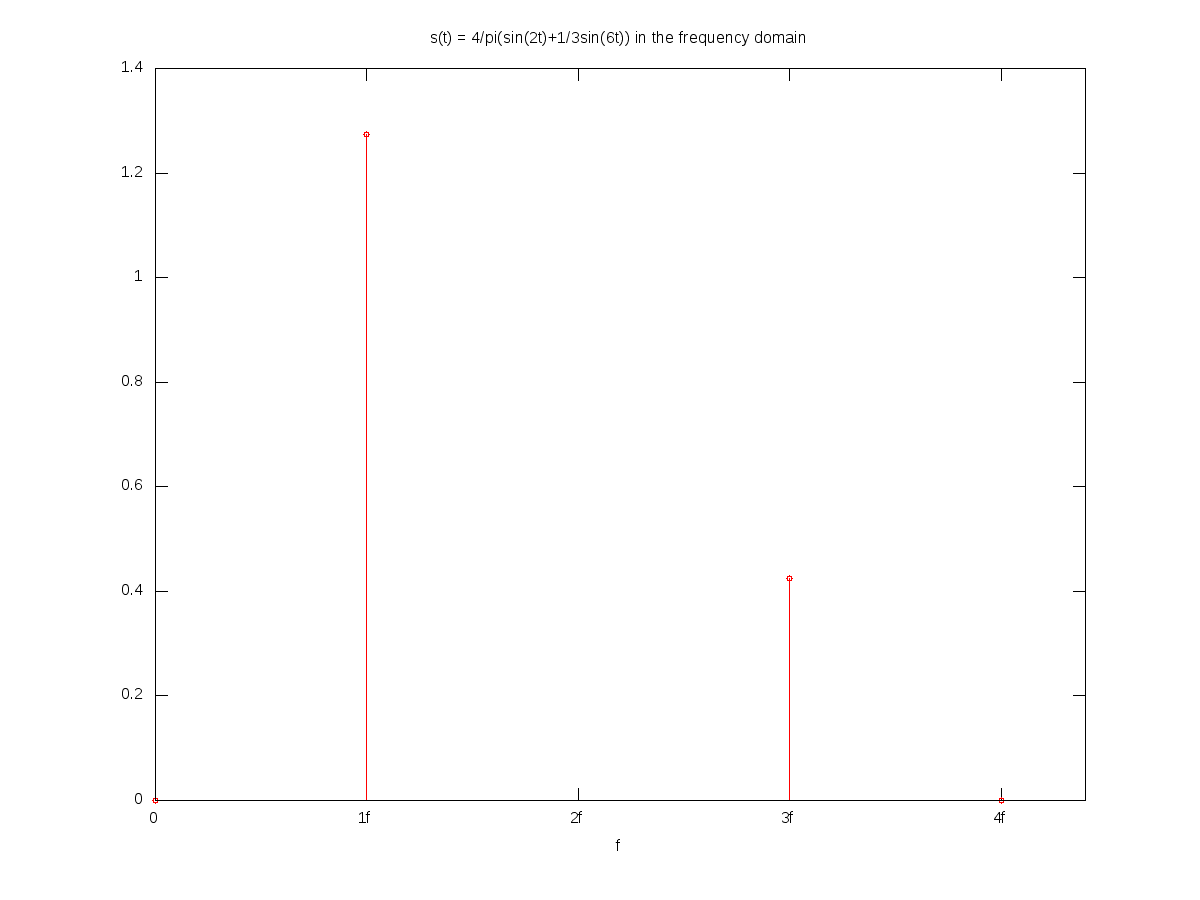 s(t) = 4/pi(sin(2t)+1/3sin(6t)) in the frequency domain
1.4
1.2
1
0.8
0.6
0.4
0.2
0
0 1f 2f 3f 4f
f